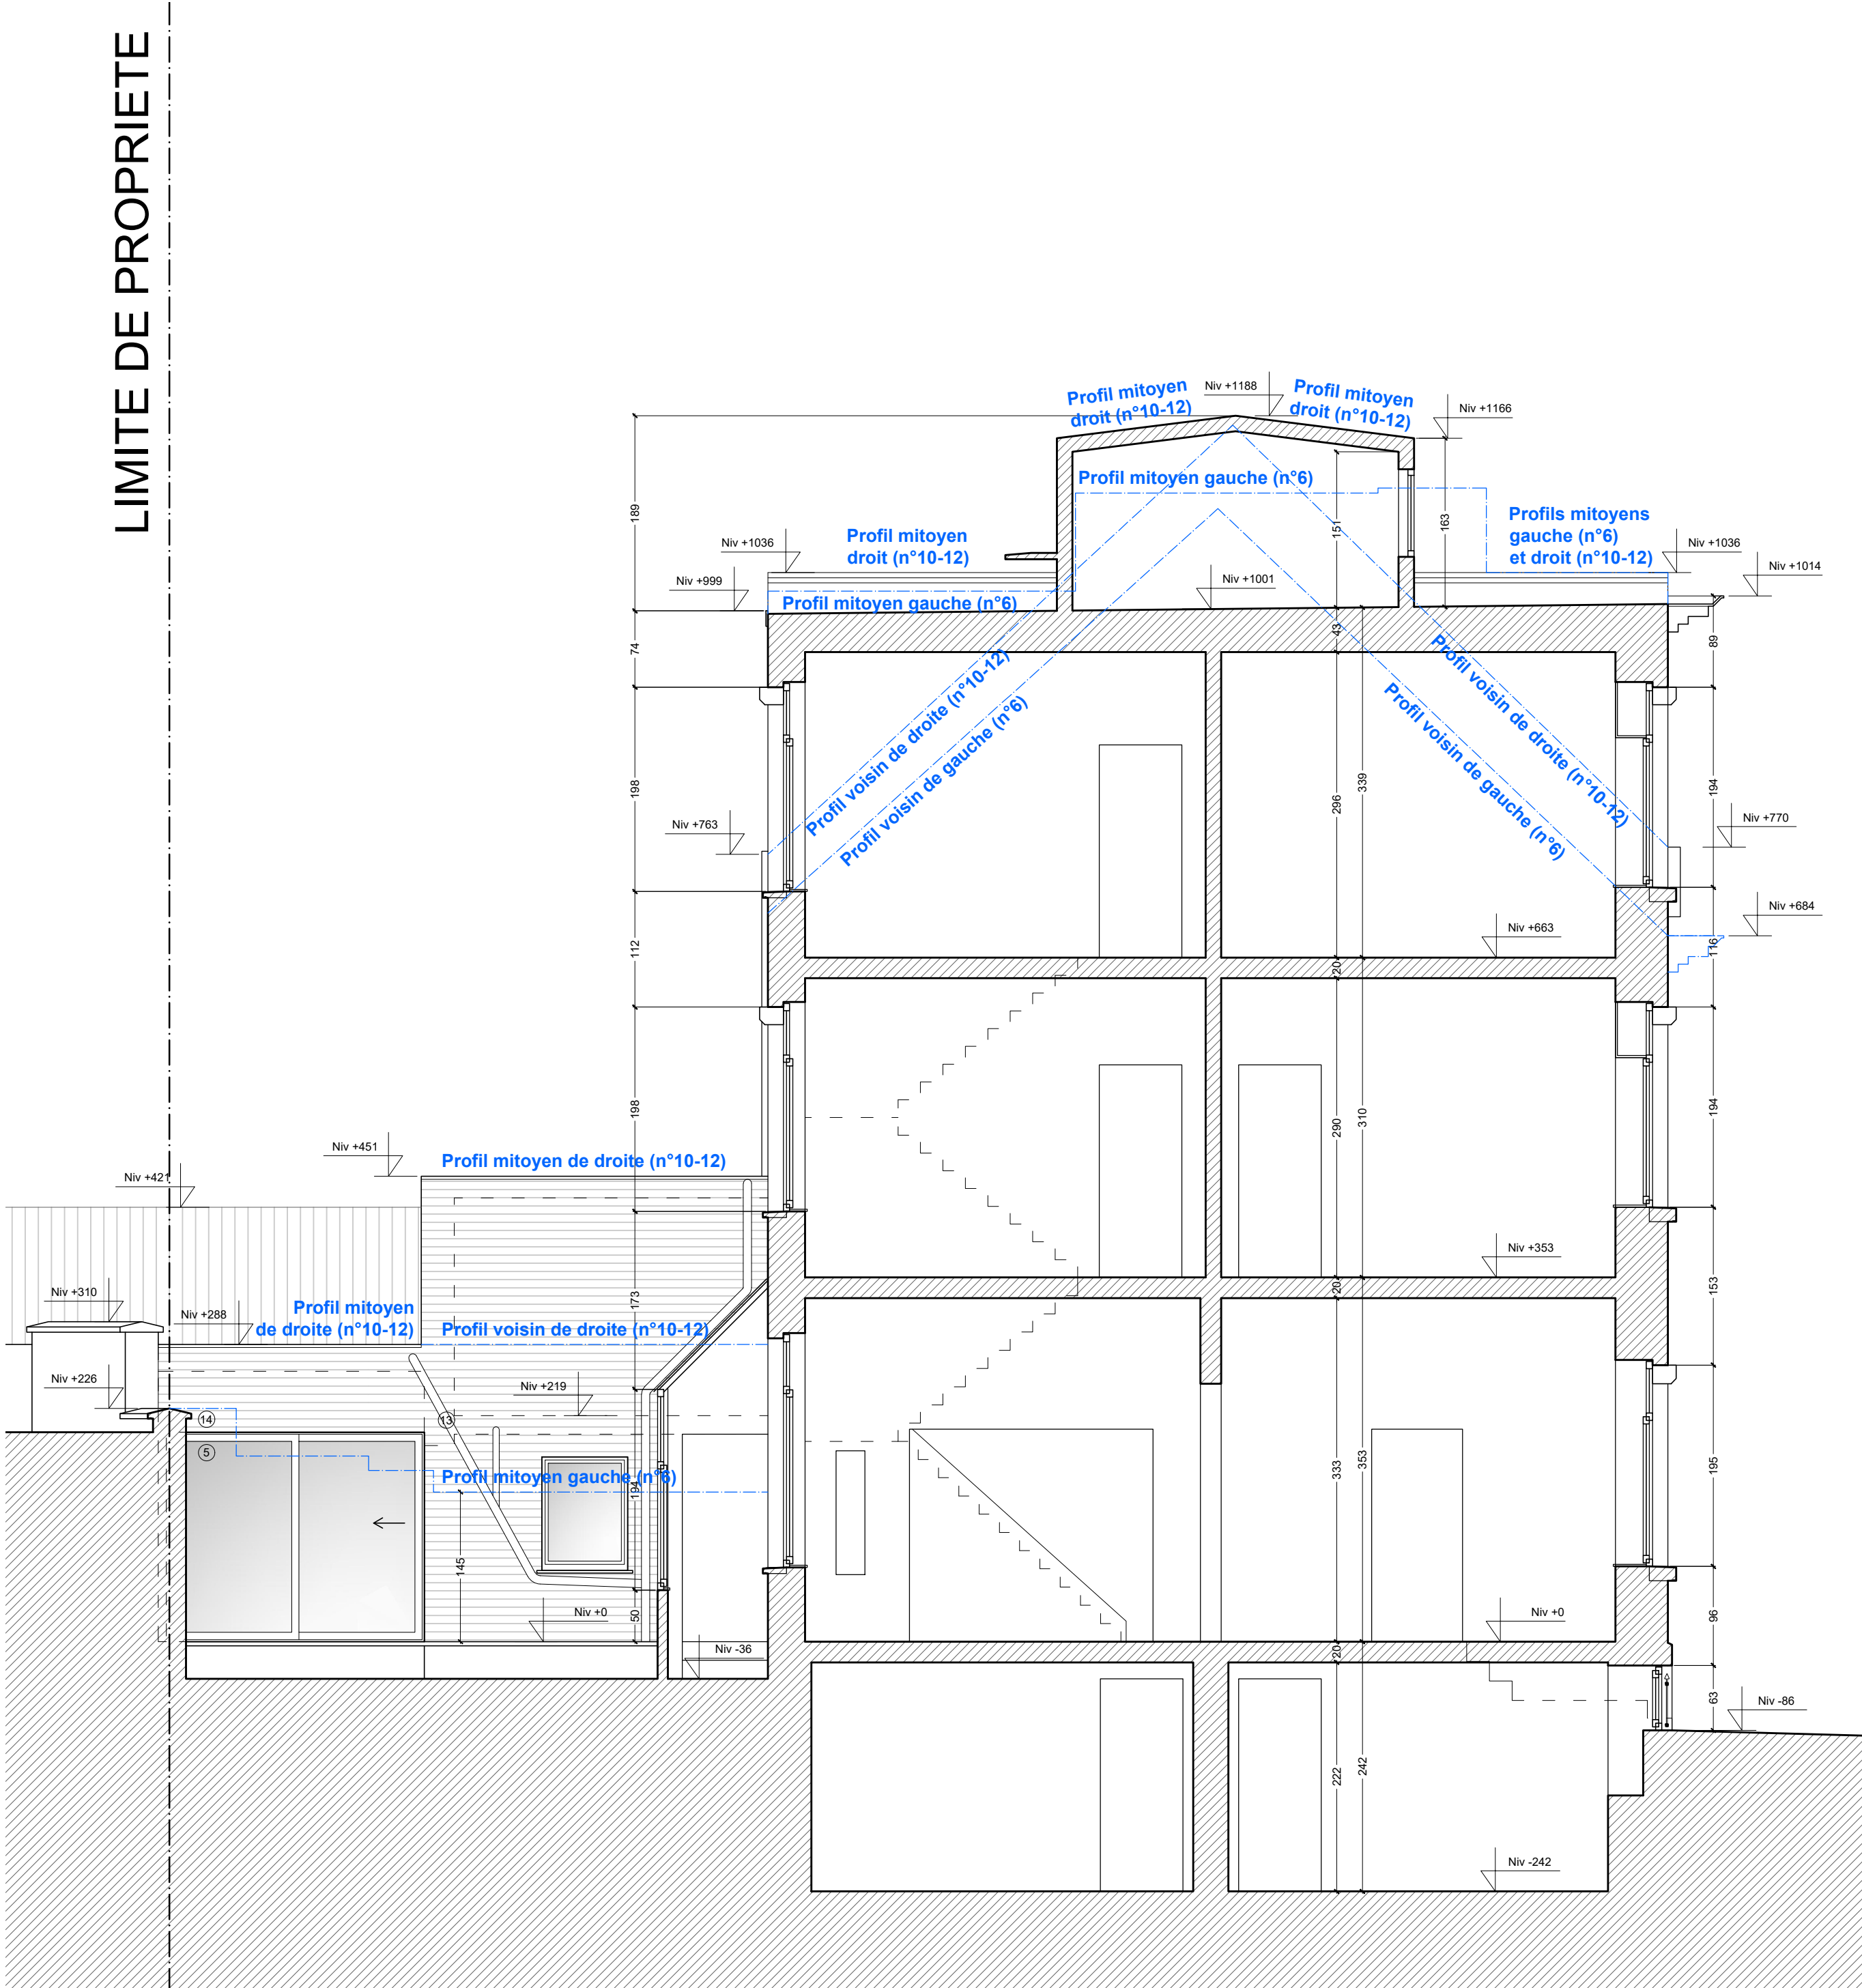 LIMITE DE PROPRIETE
Profil mitoyen
droit (n°10-12)
Niv +1188
Profil mitoyen
droit (n°10-12)
Niv +1166
Profil mitoyen gauche (n°6)
189
151
163
Profils mitoyens
gauche (n°6)
et droit (n°10-12)
Profil mitoyen
droit (n°10-12)
Niv +1036
Niv +1036
Niv +999
Niv +1001
Niv +1014
Profil mitoyen gauche (n°6)
74
43
89
Profil voisin de droite (n°10-12)
Profil voisin de gauche (n°6)
Profil voisin de droite (n°10-12)
Profil voisin de gauche (n°6)
198
296
339
194
Niv +763
Niv +770
Niv +684
Niv +663
112
20
116
198
290
310
194
Niv +451
Profil mitoyen de droite (n°10-12)
Niv +421
Niv +353
Niv +310
Niv +288
Profil mitoyen
de droite (n°10-12)
Profil voisin de droite (n°10-12)
173
20
153
Niv +226
Niv +219
14
13
5
Profil mitoyen gauche (n°6)
194
333
353
195
145
Niv +0
50
Niv +0
96
Niv -36
20
63
Niv -86
222
242
Niv -242